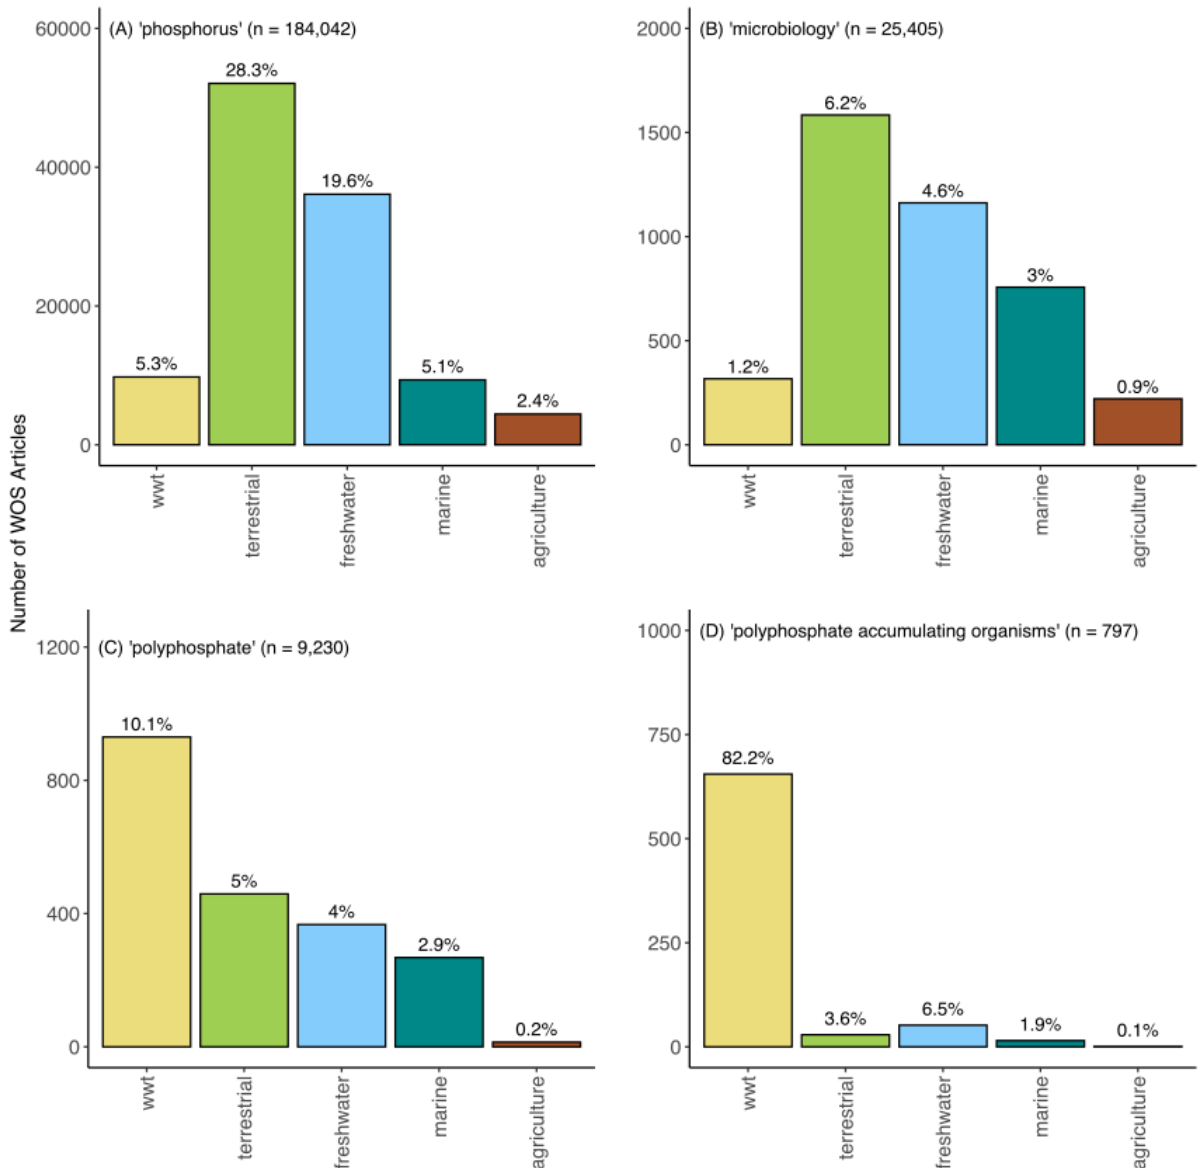 Number of WOS Articles
(A) 'phosphorus' (n = 184,042)
60000
40000
20000
0
5.3%
28.3%
19.6%
5.1%
2.4%
wwt
terrestrial
freshwater
marine
agriculture
(B) 'microbiology' (n = 25,405)
2000
1500
1000
500
0
1.2%
6.2%
4.6%
3%
0.9%
wwt
terrestrial
freshwater
marine
agriculture
(C) 'polyphosphate' (n = 9,230)
1200
800
400
0
10.1%
5%
4%
2.9%
0.2%
wwt
terrestrial
freshwater
marine
agriculture
(D) 'polyphosphate accumulating organisms' (n = 797)
1000
750
500
250
0
82.2%
3.6%
6.5%
1.9%
0.1%
wwt
terrestrial
freshwater
marine
agriculture